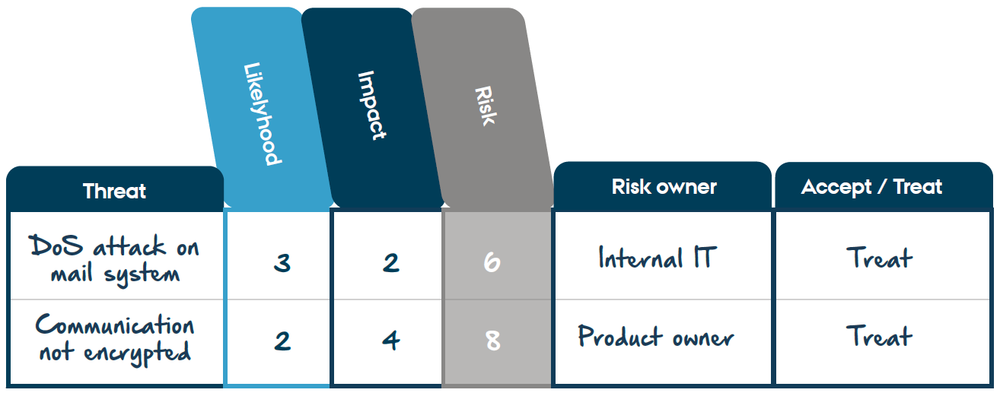 Likelyhood
Impact
Risk
Threat
Risk owner
Accept / Treat
DoS attack on
mail system
3
2
6
Internal IT
Treat
Communication
not encrypted
2
4
8
Product owner
Treat